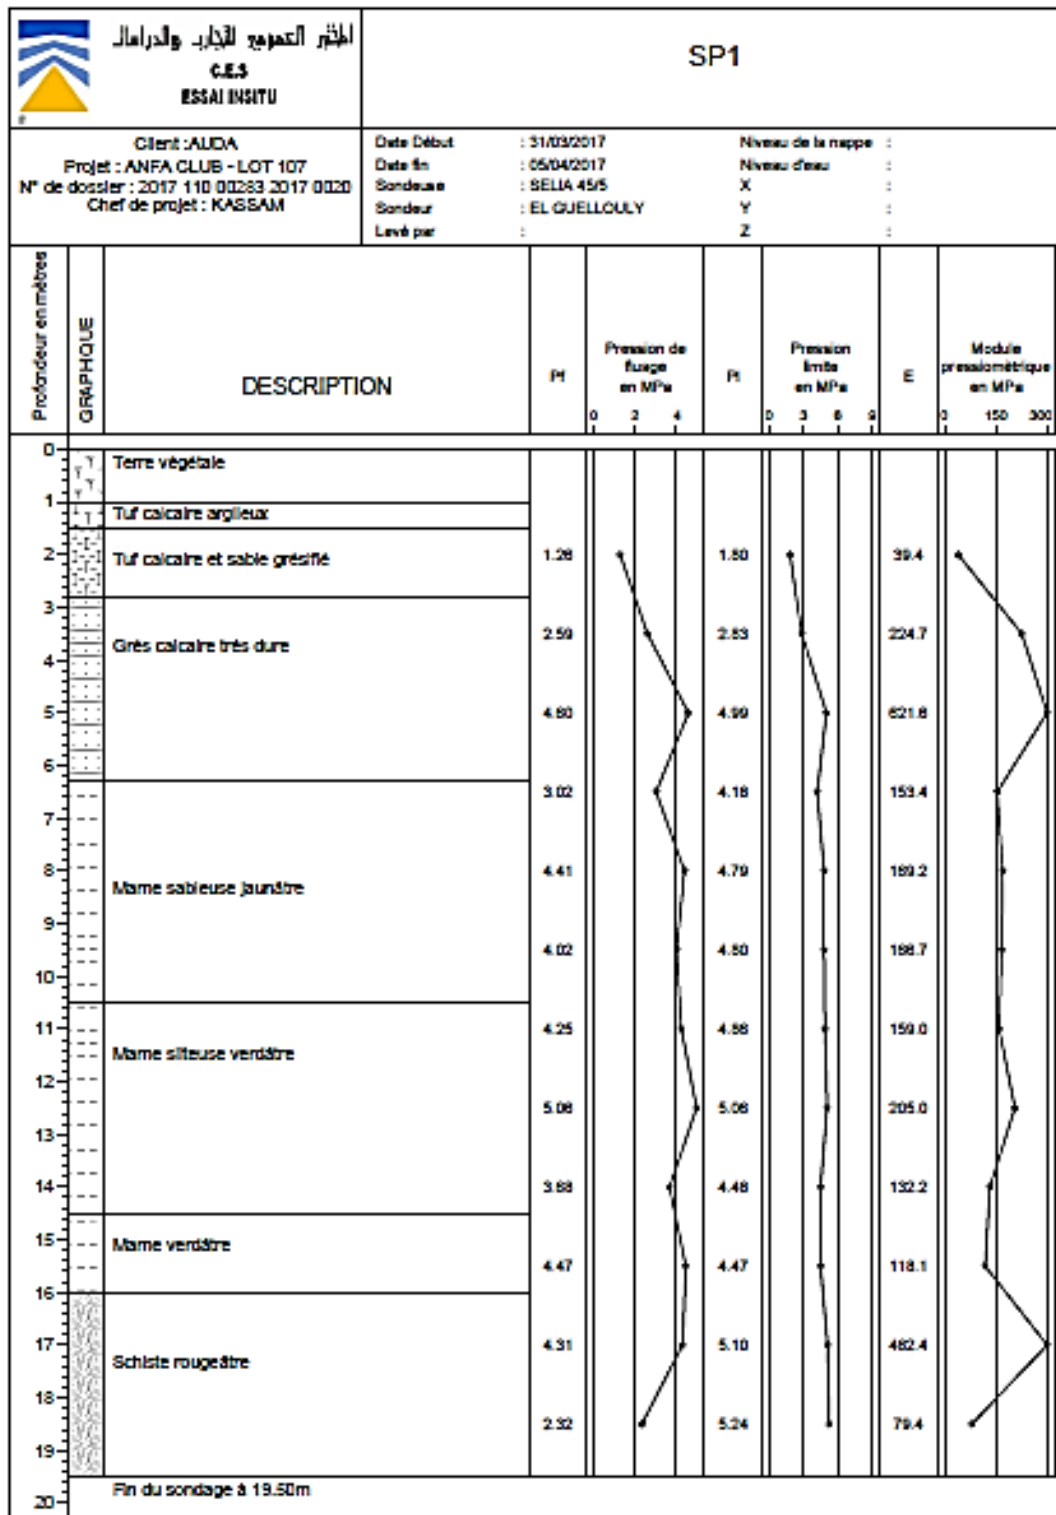 المختبر العمومي للتجارب والدراسات
C.E.S
ESSAI INSITU
SP1
Client :AUDA
Projet : ANFA CLUB - LOT 107
N° de dossier : 2017 110 00283 2017 0020
Chef de projet : KASSAM
Date Début : 31/03/2017 Niveau de la nappe :
Date fin : 05/04/2017 Niveau d'eau :
Sondeuse : SELIA 45/5 X :
Sondeur : EL GUELLOULY Y :
Levé par : Z :
Profondeur en mètres
GRAPHIQUE
DESCRIPTION
Pf
Pression de
fluage
en MPa
0 2 4
Pl
Pression
limite
en MPa
0 3 6 9
E
Module
pressiométrique
en MPa
0 150 300
0
Terre végétale
1
Tuf calcaire argileux
2
Tuf calcaire et sable grésifié
1.26 1.80 39.4
3
2.59 2.83 224.7
Grès calcaire très dure
4
5
4.60 4.99 621.6
6
3.02 4.18 153.4
7
8
4.41 4.79 169.2
Marne sableuse jaunâtre
9
4.02 4.80 166.7
10
11
4.25 4.86 159.0
Marne silteuse verdâtre
12
5.06 5.06 205.0
13
14
3.68 4.48 132.2
15
Marne verdâtre
4.47 4.47 118.1
16
17
4.31 5.10 462.4
Schiste rougeâtre
18
2.32 5.24 79.4
19
Fin du sondage à 19.50m
20